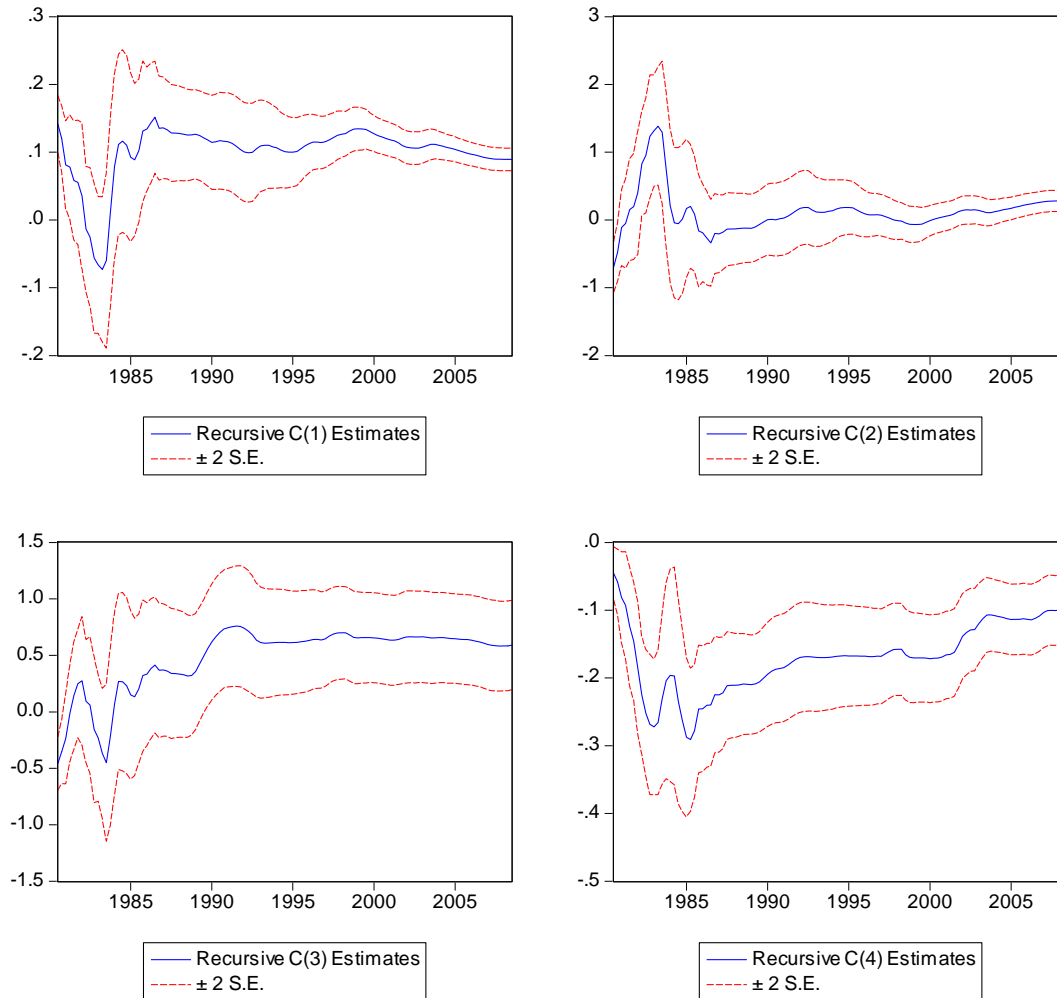 .3
.2
.1
.0
-.1
-.2
1985 1990 1995 2000 2005
Recursive C(1) Estimates
± 2 S.E.
3
2
1
0
-1
-2
1985 1990 1995 2000 2005
Recursive C(2) Estimates
± 2 S.E.
1.5
1.0
0.5
0.0
-0.5
-1.0
-1.5
1985 1990 1995 2000 2005
Recursive C(3) Estimates
± 2 S.E.
.0
-.1
-.2
-.3
-.4
-.5
1985 1990 1995 2000 2005
Recursive C(4) Estimates
± 2 S.E.